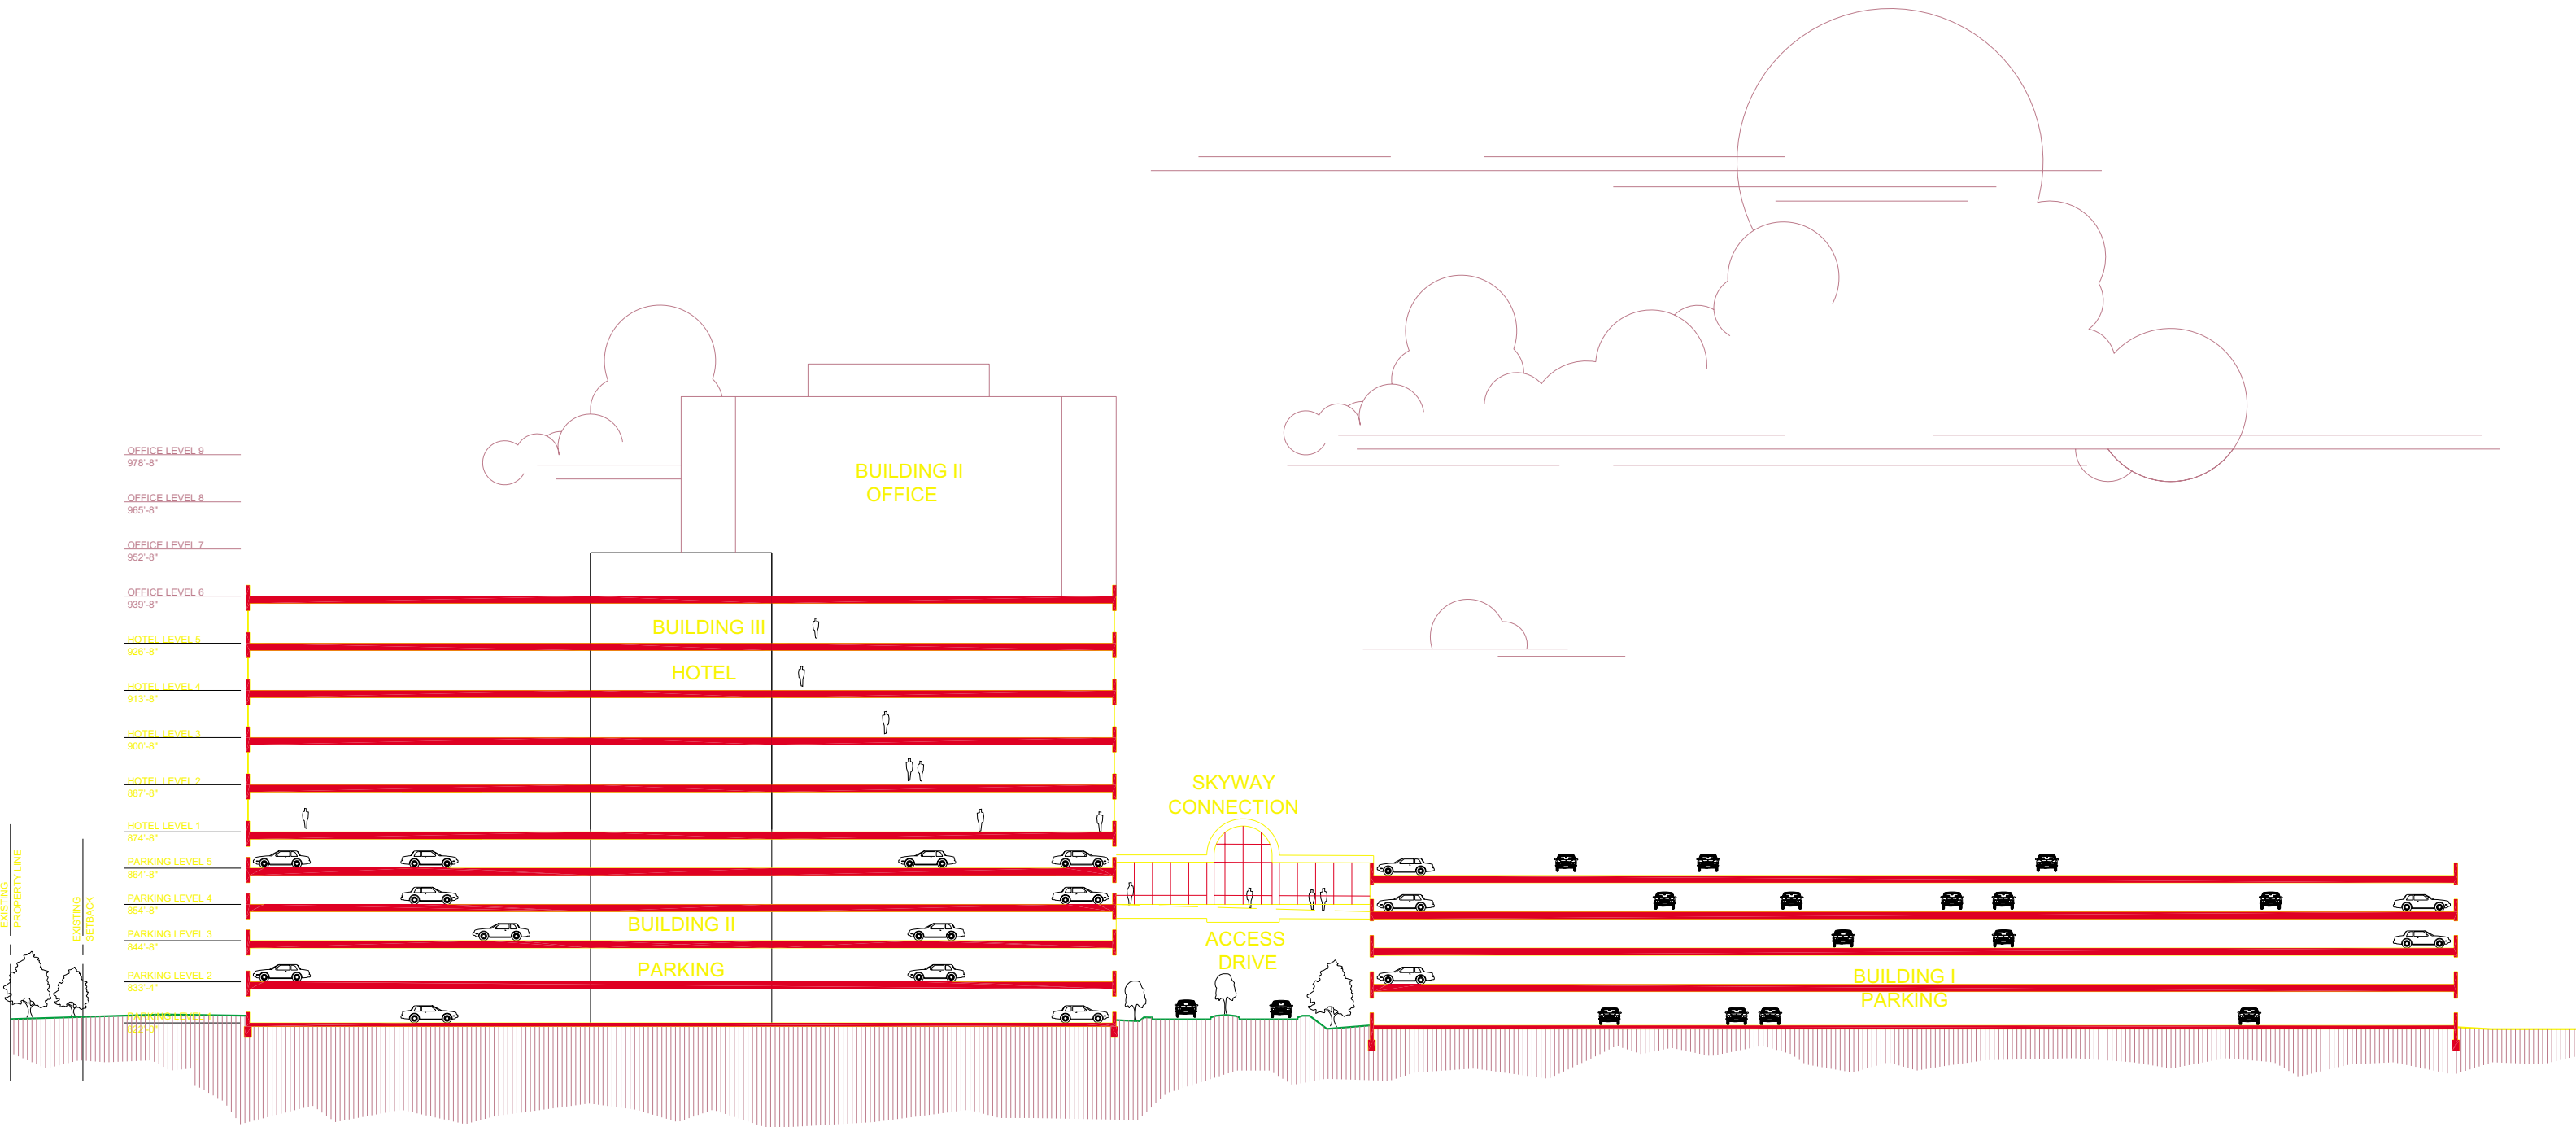 OFFICE LEVEL 9
978'-8"
OFFICE LEVEL 8
965'-8"
OFFICE LEVEL 7
952'-8"
OFFICE LEVEL 6
939'-8"
HOTEL LEVEL 5
926'-8"
HOTEL LEVEL 4
913'-8"
HOTEL LEVEL 3
900'-8"
HOTEL LEVEL 2
887'-8"
HOTEL LEVEL 1
874'-8"
PARKING LEVEL 5
864'-8"
PARKING LEVEL 4
854'-8"
PARKING LEVEL 3
844'-8"
PARKING LEVEL 2
833'-4"
EXISTING
PROPERTY LINE
EXISTING
SETBACK
BUILDING II
OFFICE
BUILDING III
HOTEL
BUILDING II
PARKING
SKYWAY
CONNECTION
ACCESS
DRIVE
BUILDING I
PARKING